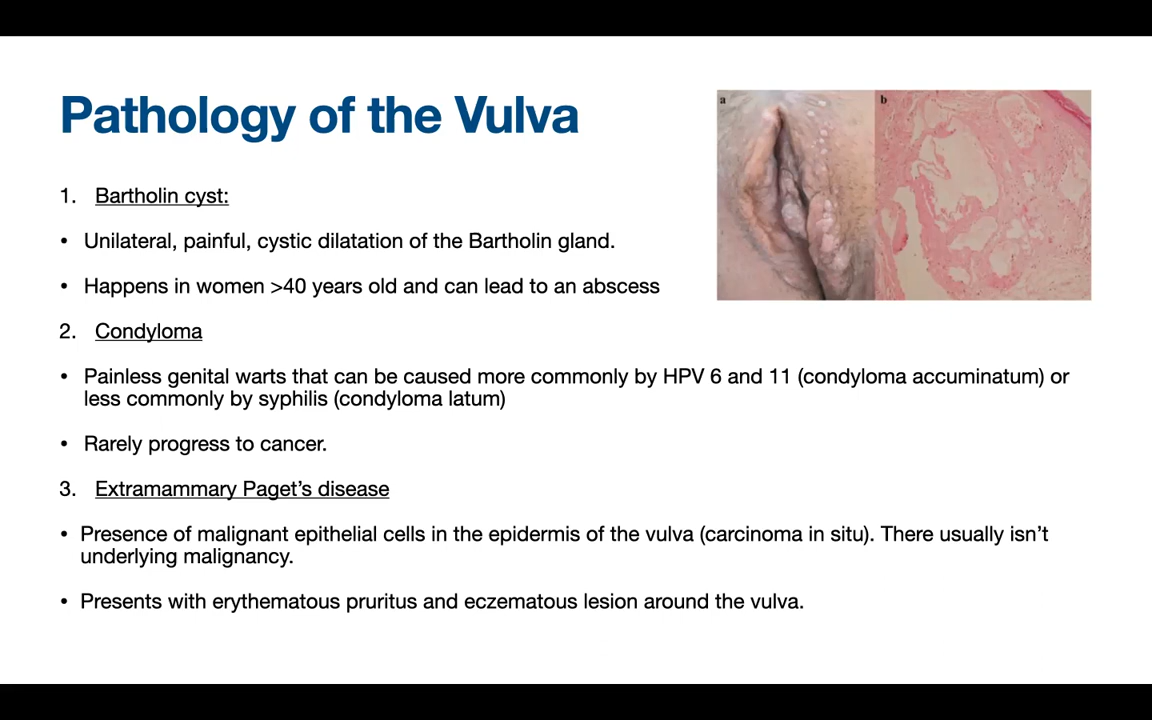 Pathology of the Vulva
a
b
1. Bartholin cyst:
• Unilateral, painful, cystic dilatation of the Bartholin gland.
• Happens in women >40 years old and can lead to an abscess
2. Condyloma
• Painless genital warts that can be caused more commonly by HPV 6 and 11 (condyloma accuminatum) or
less commonly by syphilis (condyloma latum)
• Rarely progress to cancer.
3. Extramammary Paget’s disease
• Presence of malignant epithelial cells in the epidermis of the vulva (carcinoma in situ). There usually isn’t
underlying malignancy.
• Presents with erythematous pruritus and eczematous lesion around the vulva.